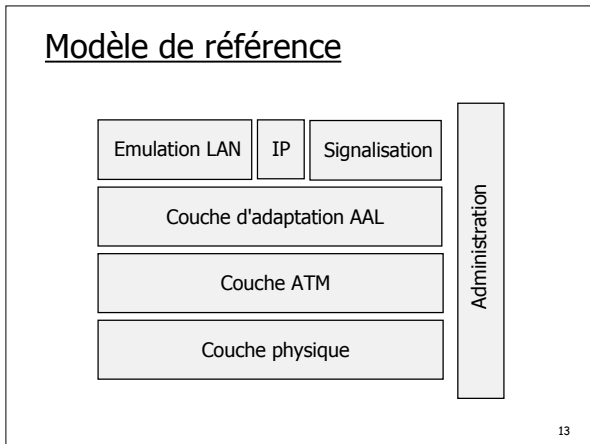 Modèle de référence
Emulation LAN
IP
Signalisation
Couche d'adaptation AAL
Couche ATM
Couche physique
Administration
13